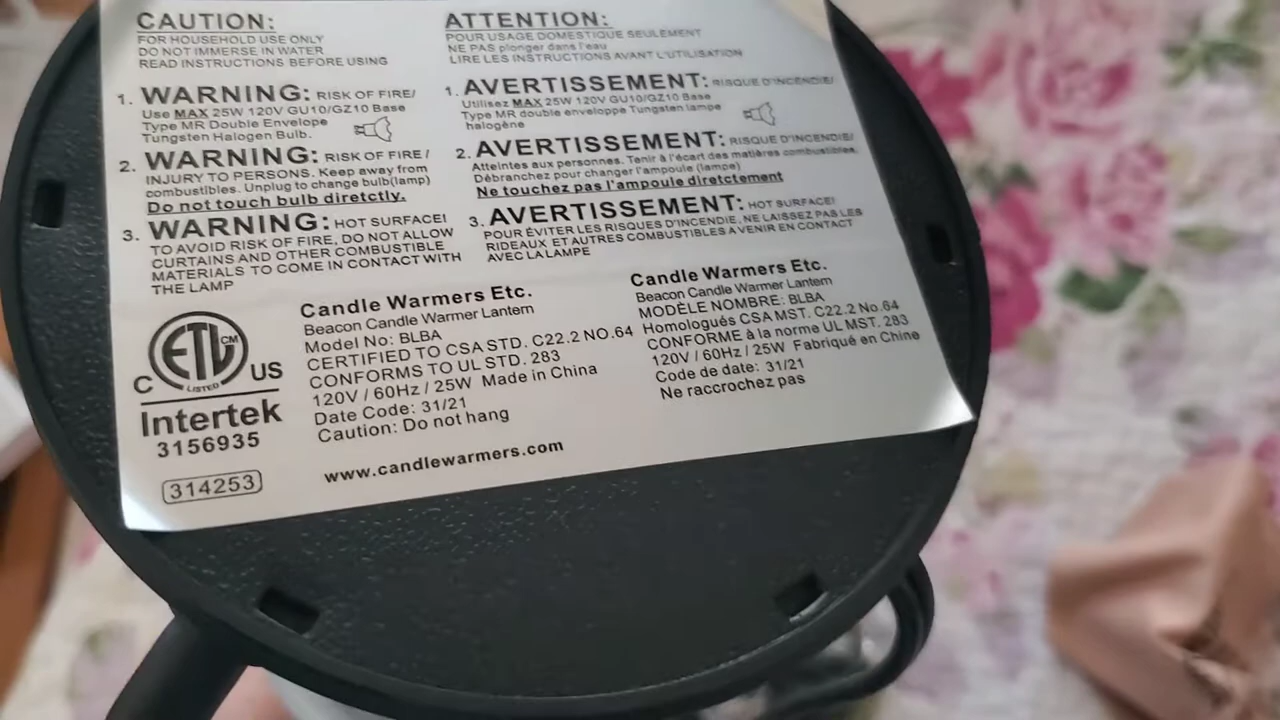 CAUTION:
FOR HOUSEHOLD USE ONLY
DO NOT IMMERSE IN WATER
READ INSTRUCTIONS BEFORE USING
1. WARNING: RISK OF FIRE/
Use MAX 25W 120V GU10/GZ10 Base
Type MR Double Envelope
Tungsten Halogen Bulb.
2. WARNING: RISK OF FIRE /
INJURY TO PERSONS. Keep away from
combustibles. Unplug to change bulb(lamp)
Do not touch bulb diretctly.
3. WARNING: HOT SURFACE!
TO AVOID RISK OF FIRE, DO NOT ALLOW
CURTAINS AND OTHER COMBUSTIBLE
MATERIALS TO COME IN CONTACT WITH
THE LAMP
ATTENTION:
POUR USAGE DOMESTIQUE SEULEMENT
NE PAS plonger dans l'eau
LIRE LES INSTRUCTIONS AVANT L'UTILISATION
1. AVERTISSEMENT: RISQUE D'INCENDIE/
Utilisez MAX 25W 120V GU10/GZ10 Base
Type MR double enveloppe Tungsten lampe
halogène
2. AVERTISSEMENT: RISQUE D'INCENDIE/
Atteintes aux personnes. Tenir à l'écart des matières combustibles.
Débranchez pour changer l'ampoule (lampe)
Ne touchez pas l'ampoule diretctement
3. AVERTISSEMENT: HOT SURFACE!
POUR ÉVITER LES RISQUES D'INCENDIE, NE LAISSEZ PAS LES
RIDEAUX ET AUTRES COMBUSTIBLES A VENIR EN CONTACT
AVEC LA LAMPE
ETL CM
LISTED
C US
Intertek
3156935
314253
Candle Warmers Etc.
Beacon Candle Warmer Lantem
Model No: BLBA
CERTIFIED TO CSA STD. C22.2 NO.64
CONFORMS TO UL STD. 283
120V / 60Hz / 25W Made in China
Date Code: 31/21
Caution: Do not hang
www.candlewarmers.com
Candle Warmers Etc.
Beacon Candle Warmer Lantem
MODÈLE NOMBRE: BLBA
Homologués CSA MST. C22.2 No.64
CONFORME à la norme UL MST. 283
120V / 60Hz / 25W Fabriqué en Chine
Code de date: 31/21
Ne raccrochez pas